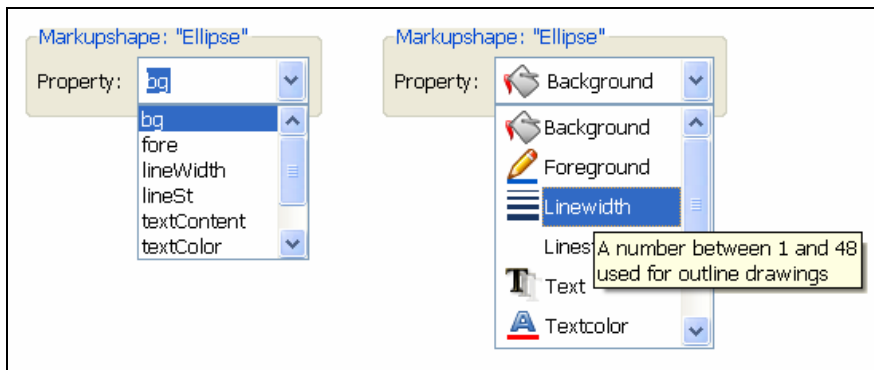 Markupshape: "Ellipse"
Property: bg
bg
fore
lineWidth
lineSt
textContent
textColor
Markupshape: "Ellipse"
Property: Background
Background
Foreground
Linewidth
Lines
A number between 1 and 48
used for outline drawings
Text
Textcolor